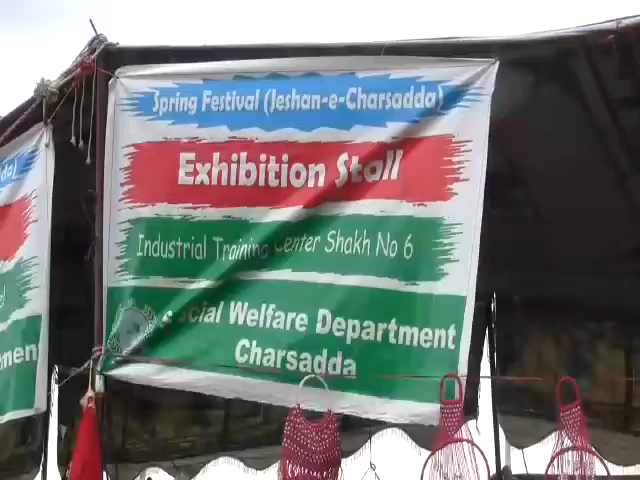 Spring Festival (Jeshan-e-Charsadda)
Exhibition Stall
Industrial Training Center Shakh No 6
Social Welfare Department
Charsadda